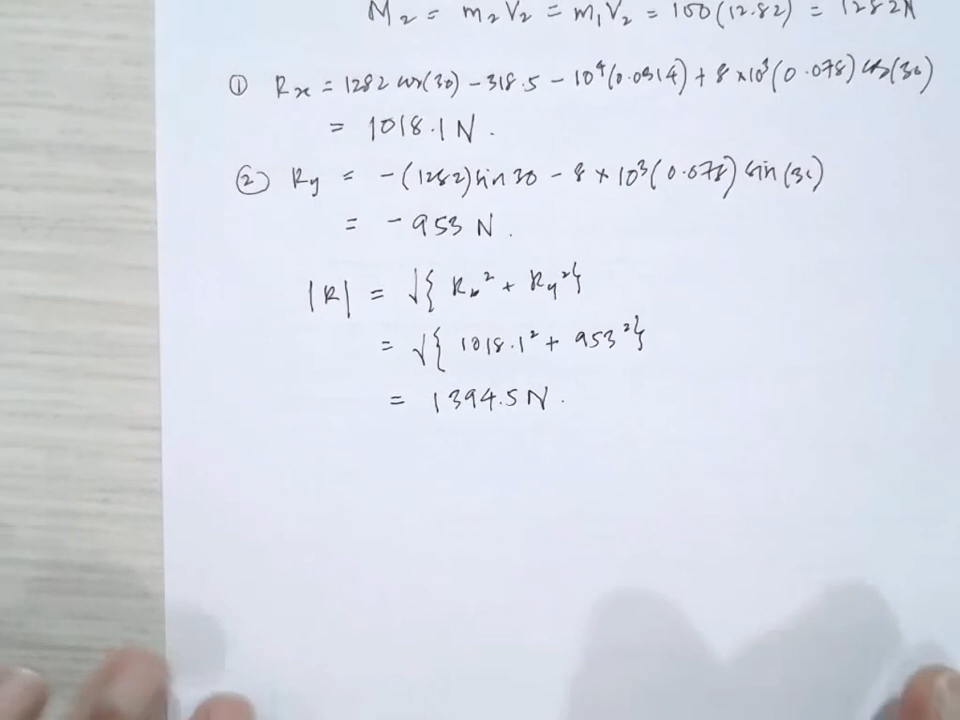 M₂ = m₂V₂ = m₁V₂ = 100(12.82) = 1282N
① Rx = 1282 cos(30) - 318.5 - 10⁴(0.0314) + 8×10³(0.078) cos(30)
= 1018.1N.
② Ry = -(1282)sin 30 - 8×10³(0.078) sin(30)
= -953 N.
|R| = √{Rx² + Ry²}
= √{1018.1² + 953²}
= 1394.5N.